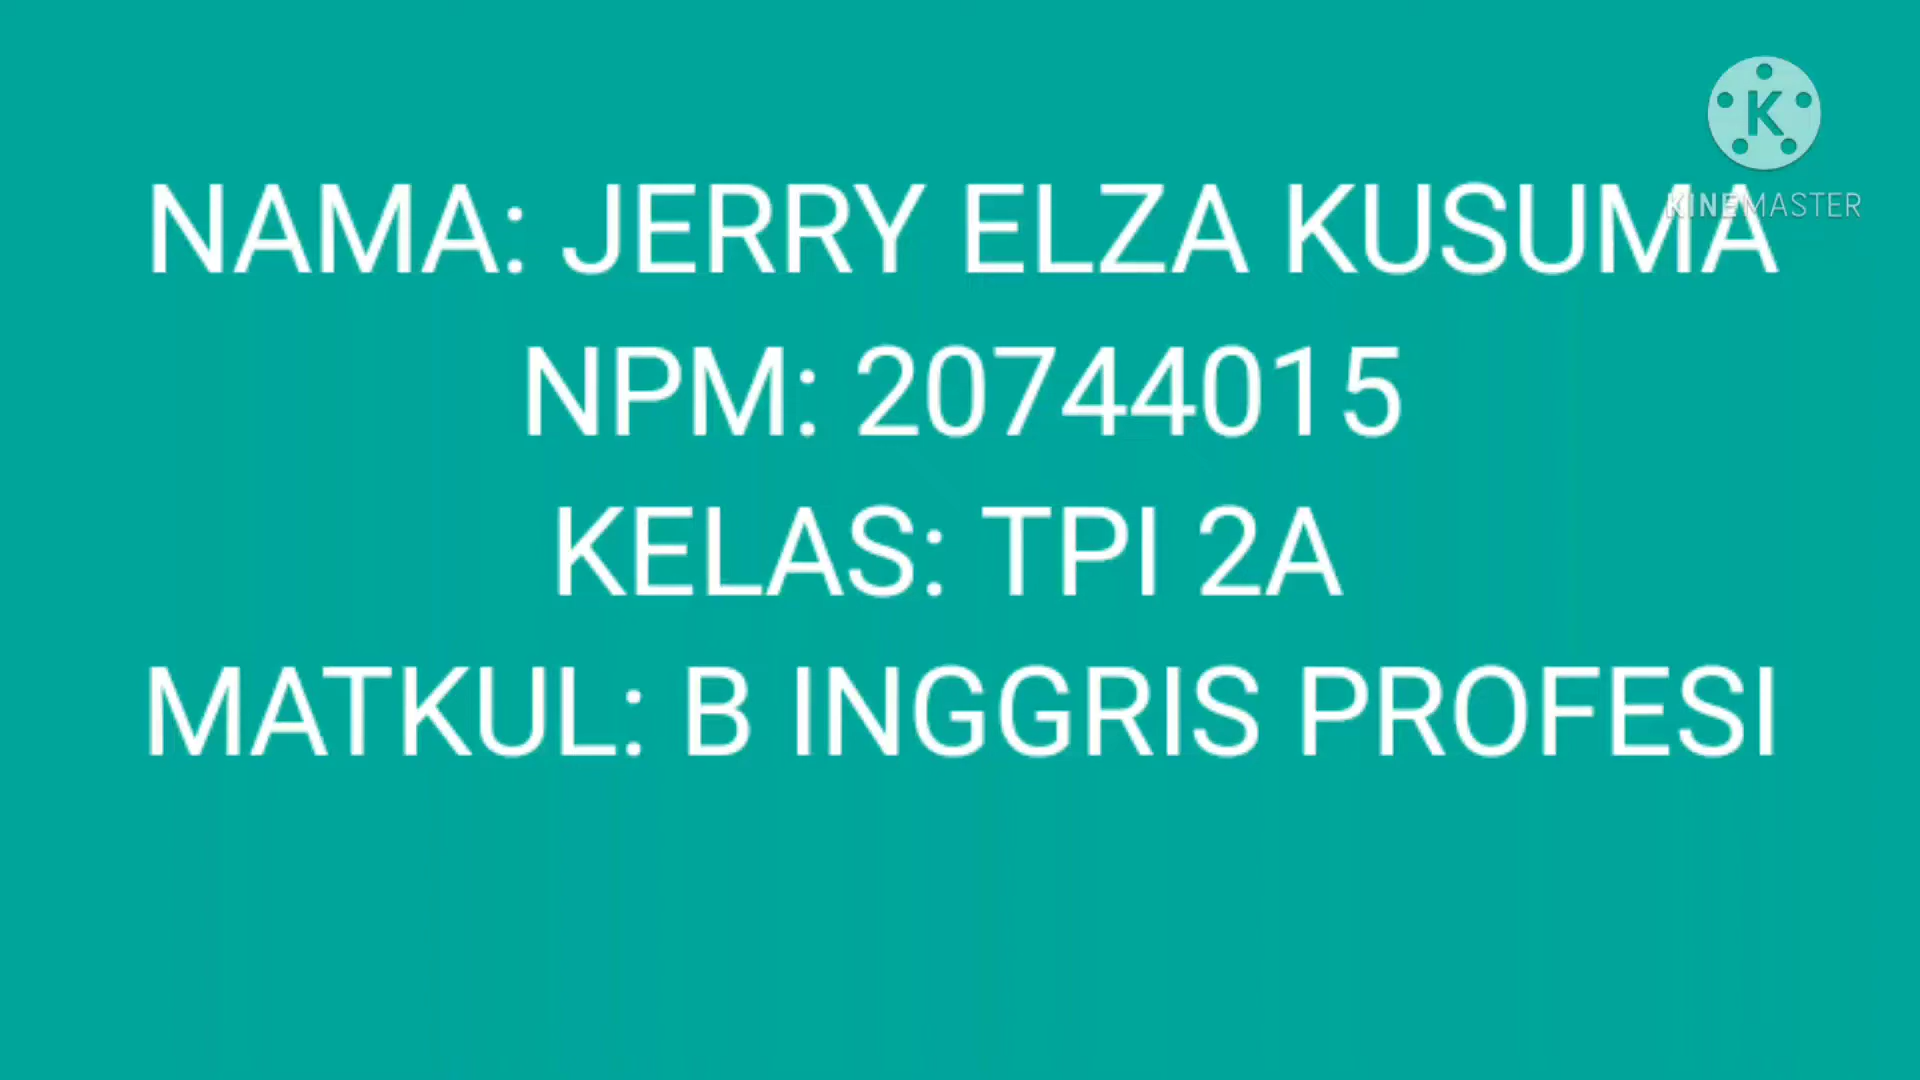 K
KINEMASTER
NAMA: JERRY ELZA KUSUMA
NPM: 20744015
KELAS: TPI 2A
MATKUL: B INGGRIS PROFESI